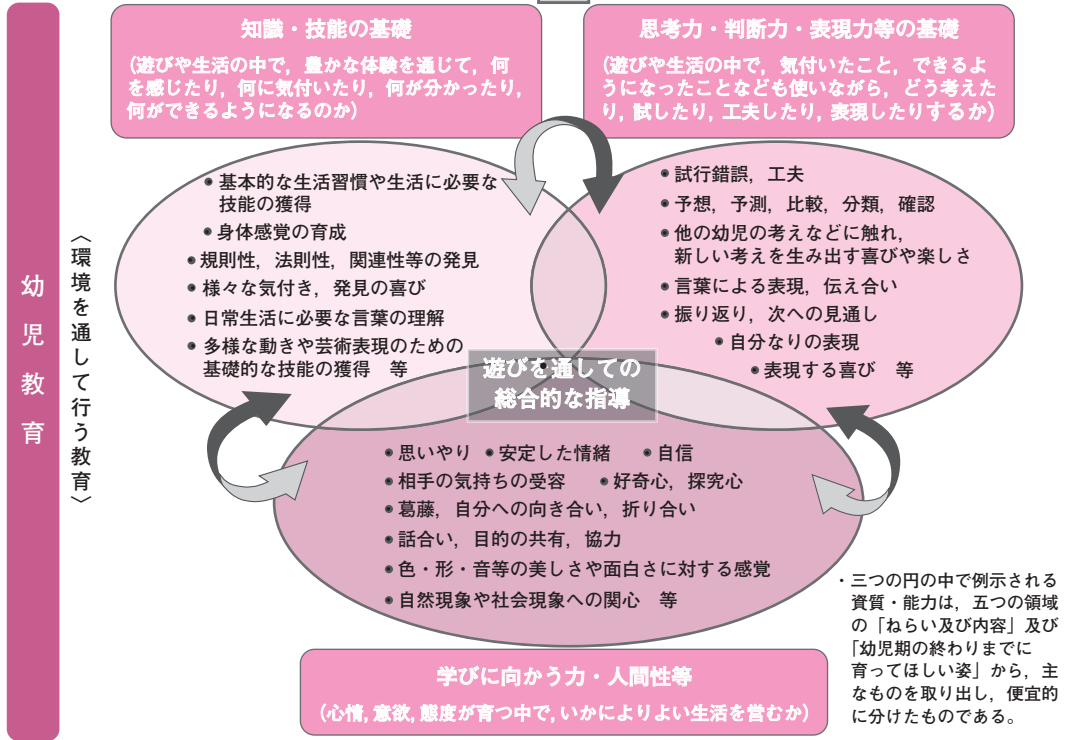 知識・技能の基礎
(遊びや生活の中で，豊かな体験を通じて，何
を感じたり，何に気付いたり，何が分かったり，
何ができるようになるのか)
思考力・判断力・表現力等の基礎
(遊びや生活の中で，気付いたこと，できるよ
うになったことなども使いながら，どう考えた
り，試したり，工夫したり，表現したりするか)
幼児教育
〈環境を通して行う教育〉
・基本的な生活習慣や生活に必要な
技能の獲得
・身体感覚の育成
・規則性，法則性，関連性等の発見
・様々な気付き，発見の喜び
・日常生活に必要な言葉の理解
・多様な動きや芸術表現のための
基礎的な技能の獲得　等
・試行錯誤，工夫
・予想，予測，比較，分類，確認
・他の幼児の考えなどに触れ，
新しい考えを生み出す喜びや楽しさ
・言葉による表現，伝え合い
・振り返り，次への見通し
・自分なりの表現
・表現する喜び　等
遊びを通しての
総合的な指導
・思いやり ・安定した情緒 ・自信
・相手の気持ちの受容 ・好奇心，探究心
・葛藤，自分への向き合い，折り合い
・話合い，目的の共有，協力
・色・形・音等の美しさや面白さに対する感覚
・自然現象や社会現象への関心　等
学びに向かう力・人間性等
(心情，意欲，態度が育つ中で，いかによりよい生活を営むか)
・三つの円の中で例示される
資質・能力は，五つの領域
の「ねらい及び内容」及び
「幼児期の終わりまでに
育ってほしい姿」から，主
なものを取り出し，便宜的
に分けたものである。